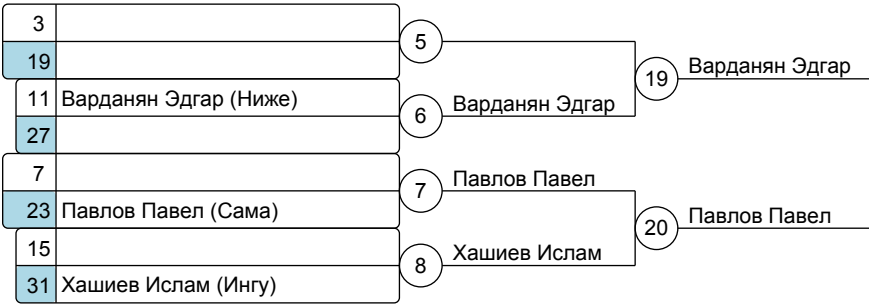 3
5
19
19
Варданян Эдгар
11 Варданян Эдгар (Ниже)
6
Варданян Эдгар
27
7
7
Павлов Павел
23 Павлов Павел (Сама)
20
Павлов Павел
15
8
Хашиев Ислам
31 Хашиев Ислам (Ингу)